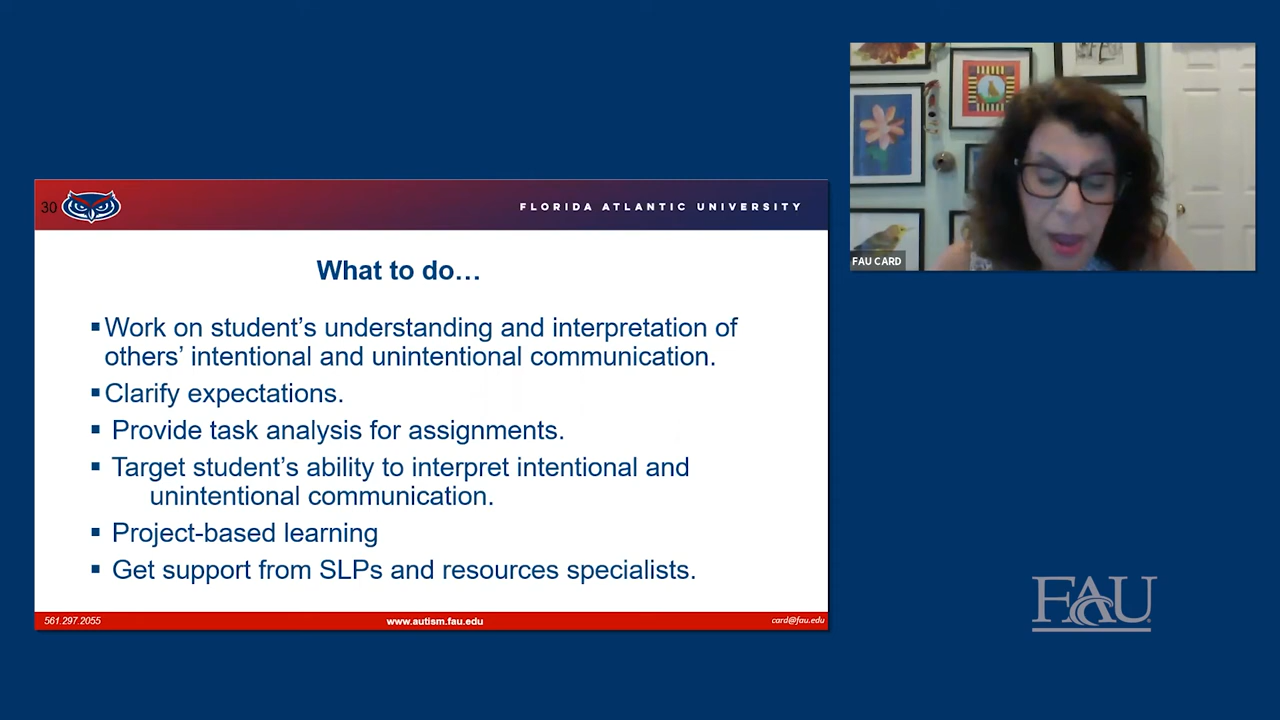 30
FLORIDA ATLANTIC UNIVERSITY
What to do…
▪Work on student’s understanding and interpretation of
others’ intentional and unintentional communication.
▪Clarify expectations.
▪ Provide task analysis for assignments.
▪ Target student’s ability to interpret intentional and
unintentional communication.
▪ Project-based learning
▪ Get support from SLPs and resources specialists.
561.297.2055
www.autism.fau.edu
card@fau.edu
FAU CARD
FAU